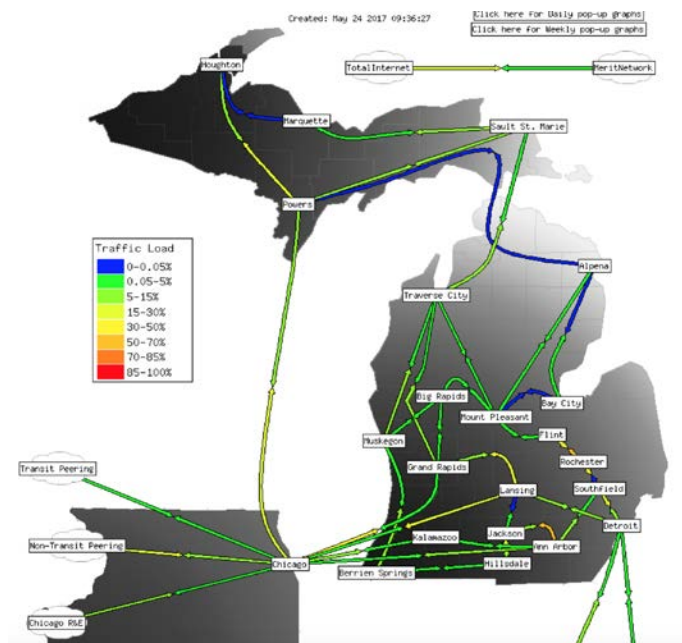 Created: May 24 2017 09:36:27
Click here for Daily pop-up graphs
Click here for Weekly pop-up graphs
Houghton
TotalInternet
MeritNetwork
Marquette
Sault St. Marie
Powers
Traffic Load
0-0.05%
0.05-5%
5-15%
15-30%
30-50%
50-70%
70-85%
85-100%
Alpena
Traverse City
Big Rapids
Bay City
Mount Pleasant
Flint
Muskegon
Rochester
Transit Peering
Grand Rapids
Lansing
Southfield
Detroit
Jackson
Kalamazoo
Non-Transit Peering
Ann Arbor
Chicago
Hillsdale
Berrien Springs
Chicago R&E